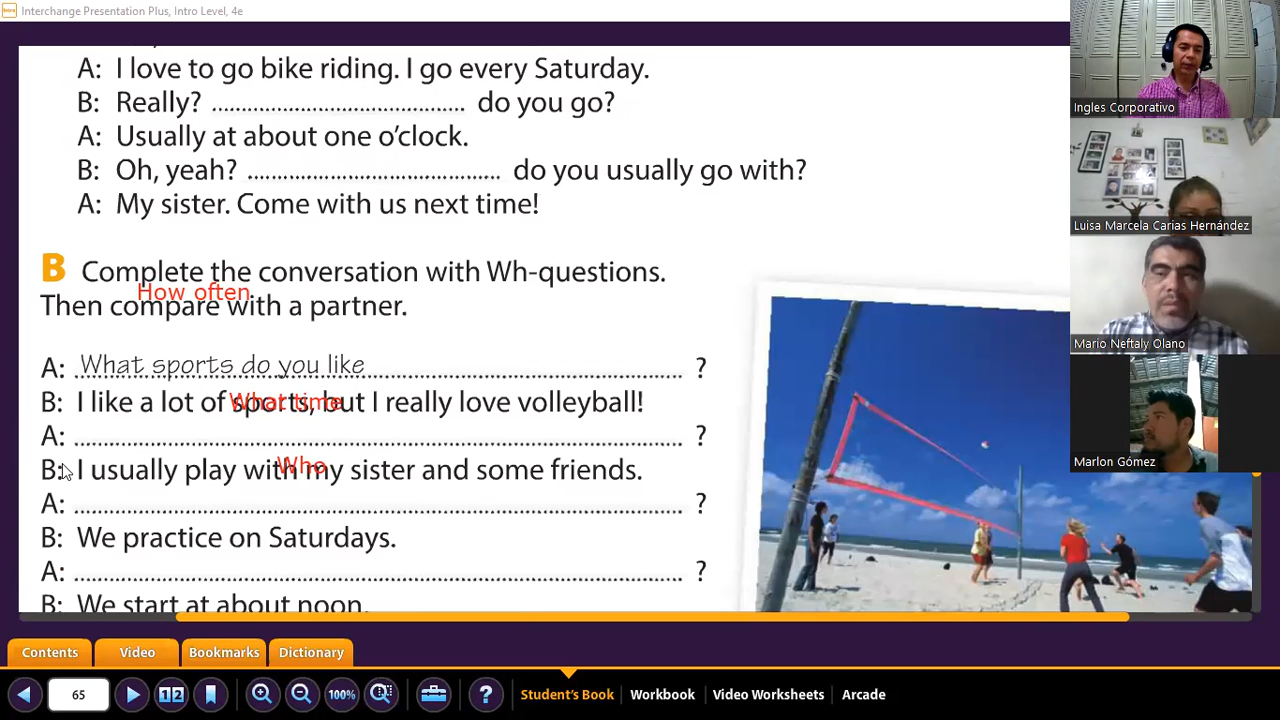 Interchange Presentation Plus, Intro Level, 4e
A: I love to go bike riding. I go every Saturday.
B: Really? ........................................ do you go?
A: Usually at about one o'clock.
B: Oh, yeah? ........................................ do you usually go with?
A: My sister. Come with us next time!
B Complete the conversation with Wh-questions.
How often
Then compare with a partner.
A: What sports do you like ?
B: I like a lot of sports, but I really love volleyball!
What time
A: ........................................ ?
B: I usually play with my sister and some friends.
Who
A: ........................................ ?
B: We practice on Saturdays.
A: ........................................ ?
B: We start at about noon.
Ingles Corporativo
Luisa Marcela Carias Hernández
Mario Neftaly Olano
Marlon Gómez
Contents Video Bookmarks Dictionary
65 1 2 100% ? Student's Book Workbook Video Worksheets Arcade